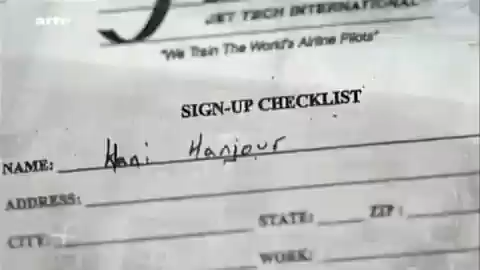 arte
JET TECH INTERNATIONAL
"We Train The World's Airline Pilots"
SIGN-UP CHECKLIST
NAME: Hani Hanjour
ADDRESS:
CITY: STATE: ZIP:
WORK: